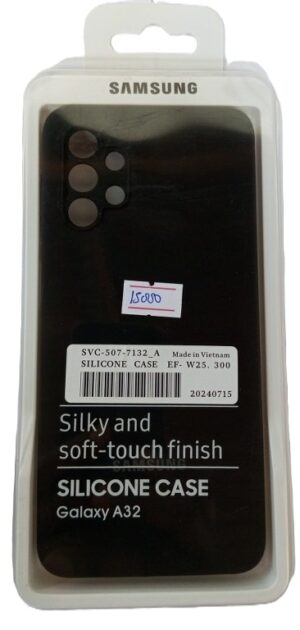 SAMSUNG
15000
SVC-507-7132_A Made in Vietnam
SILICONE CASE EF- W25. 300
20240715
Silky and
soft-touch finish
SAMSUNG
SILICONE CASE
Galaxy A32